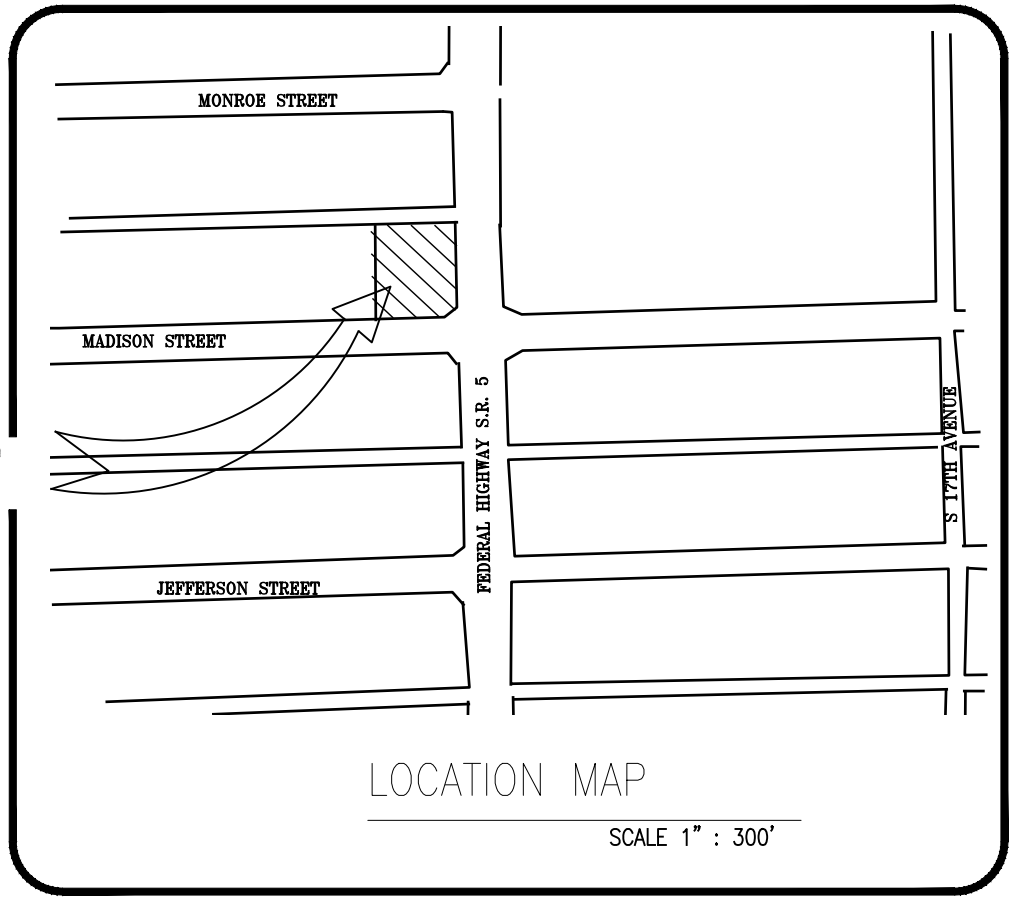 MONROE STREET
MADISON STREET
FEDERAL HIGHWAY S.R. 5
S 17TH AVENUE
JEFFERSON STREET
LOCATION MAP
SCALE 1" : 300'